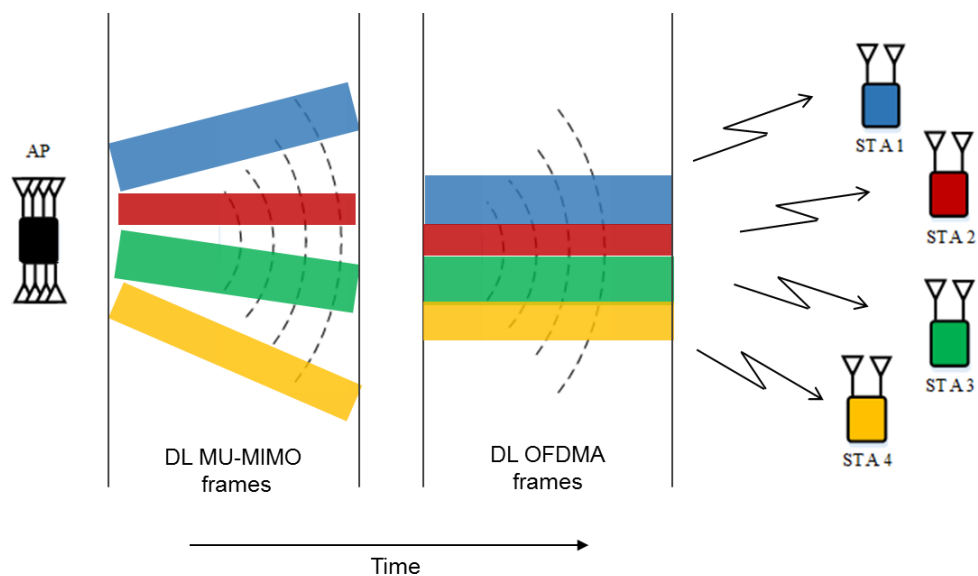 AP
DL MU-MIMO
frames
DL OFDMA
frames
STA 1
STA 2
STA 3
STA 4
Time